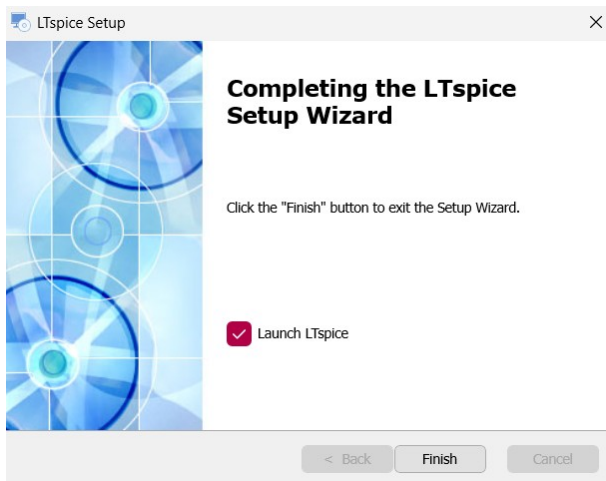 LTspice Setup
Completing the LTspice
Setup Wizard
Click the "Finish" button to exit the Setup Wizard.
Launch LTspice
< Back Finish Cancel